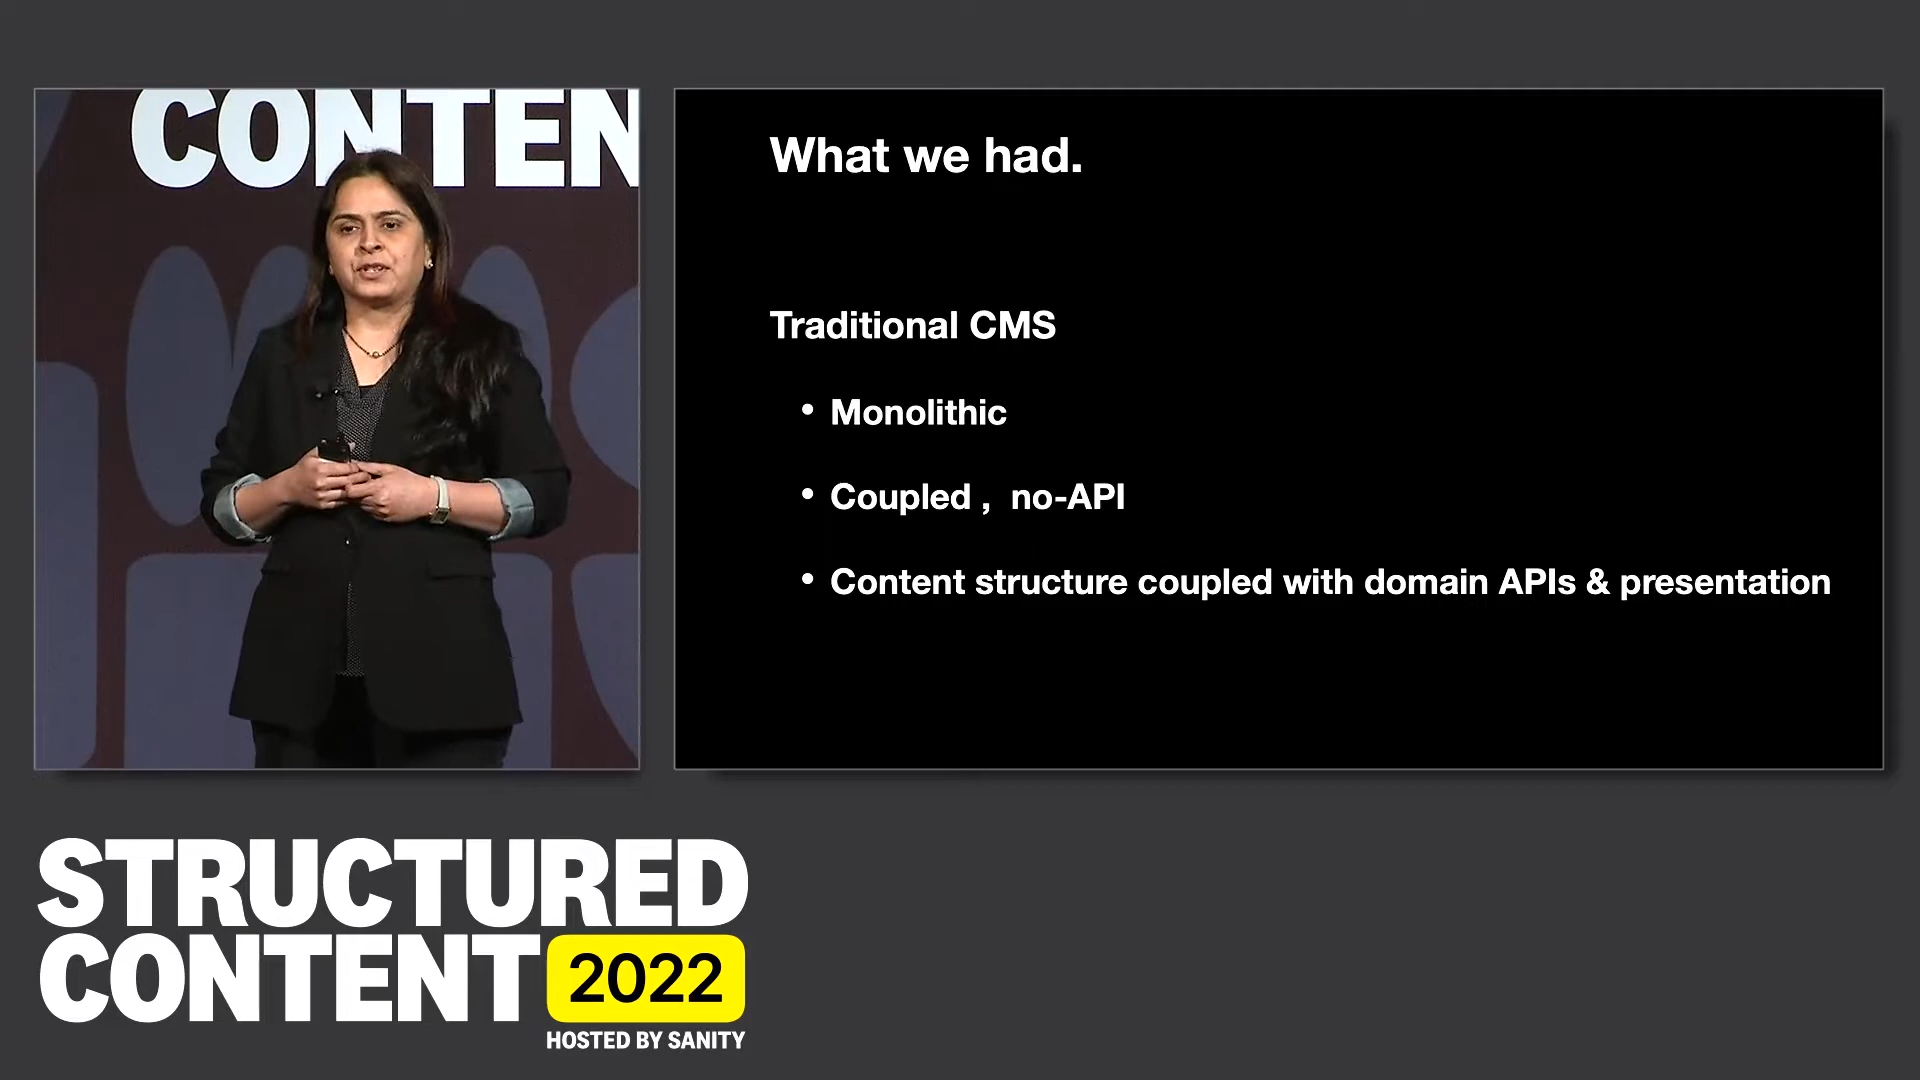 CONTEN
What we had.
Traditional CMS
• Monolithic
• Coupled , no-API
• Content structure coupled with domain APIs & presentation
STRUCTURED
CONTENT 2022
HOSTED BY SANITY